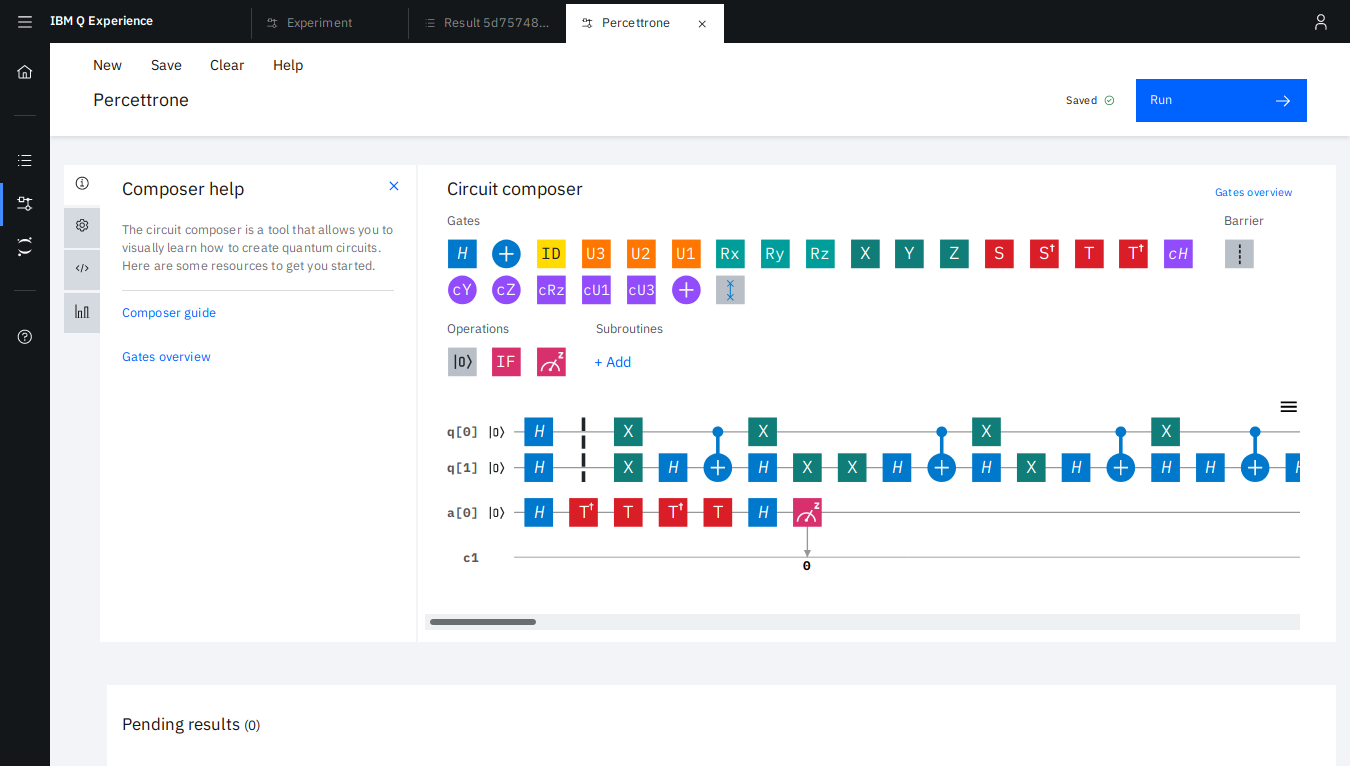 IBM Q Experience Experiment Result 5d75748... Percettrone
New Save Clear Help
Percettrone Saved Run
Composer help
The circuit composer is a tool that allows you to
visually learn how to create quantum circuits.
Here are some resources to get you started.
Composer guide
Gates overview
Circuit composer Gates overview
Gates Barrier
H + ID U3 U2 U1 Rx Ry Rz X Y Z S S† T T† cH
cY cZ cRz cU1 cU3 +
Operations Subroutines
|0⟩ IF z + Add
q[0] |0⟩ H X X X X
q[1] |0⟩ H X H + H X X H + H X H + H H + H
a[0] |0⟩ H T† T T† T H z
c1
0
Pending results (0)